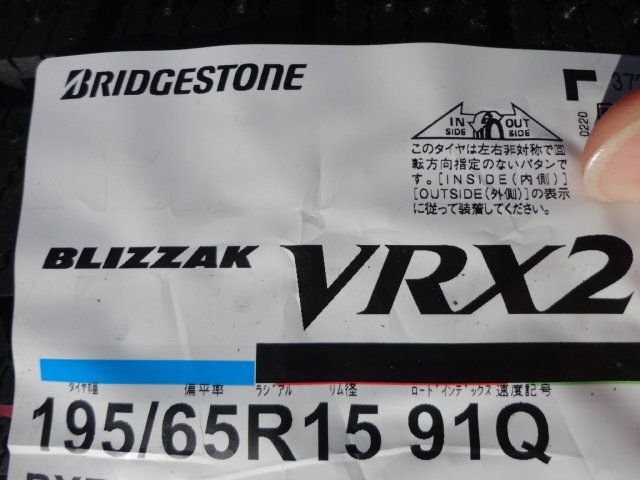 BRIDGESTONE
IN SIDE OUT SIDE
0220
このタイヤは左右非対称で回
転方向指定のないパタンで
す。[INSIDE(内側)]
[OUTSIDE(外側)]の表示
に従って装着してください。
BLIZZAK VRX2
タイヤ幅 偏平率 ラジアル リム径 ロードインデックス 速度記号
195/65R15 91Q